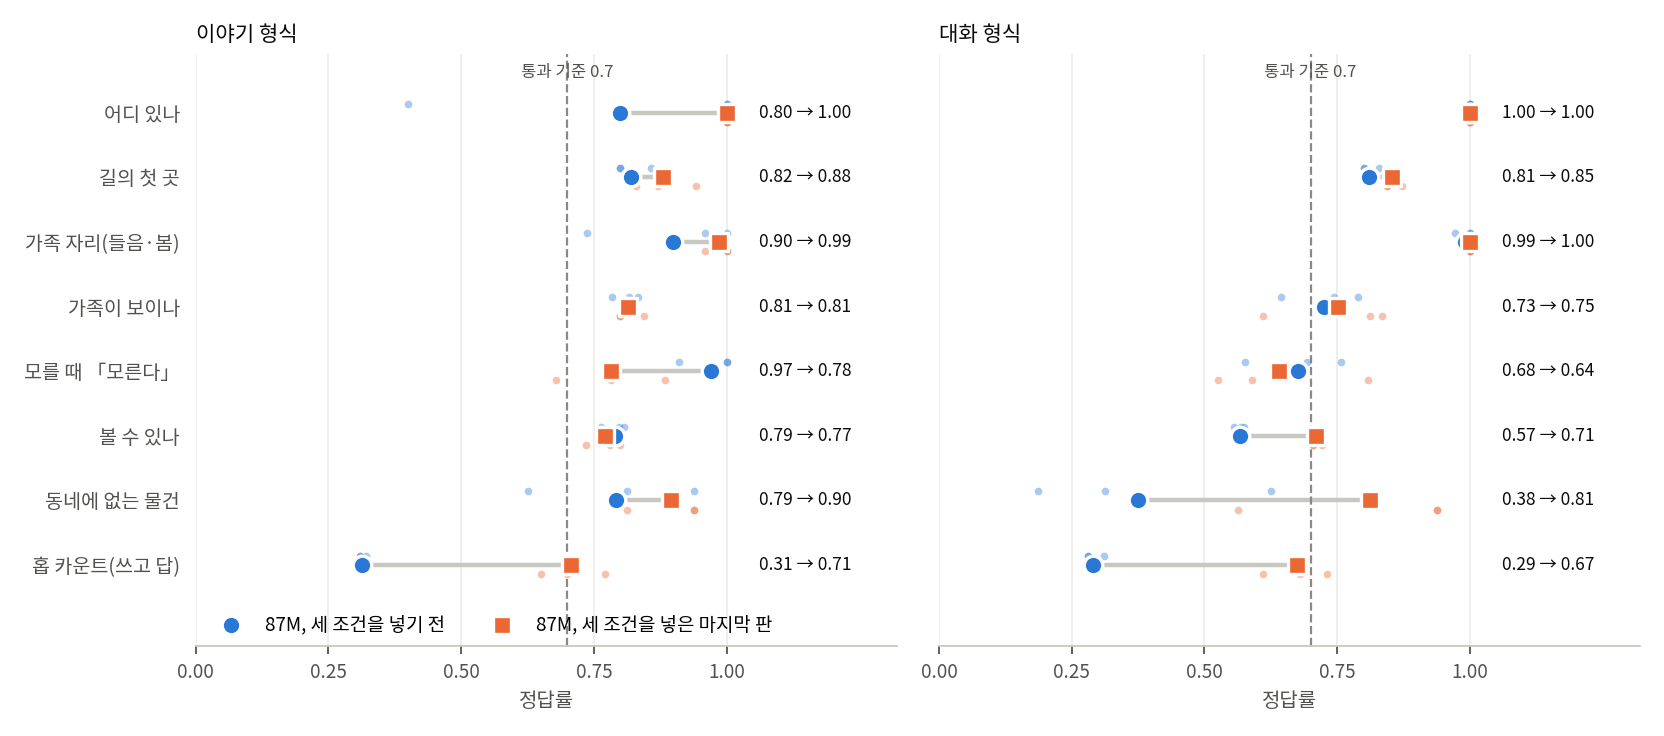 이야기 형식
통과 기준 0.7
어디 있나
0.80 → 1.00
길의 첫 곳
0.82 → 0.88
가족 자리(들음·봄)
0.90 → 0.99
가족이 보이나
0.81 → 0.81
모를 때 「모른다」
0.97 → 0.78
볼 수 있나
0.79 → 0.77
동네에 없는 물건
0.79 → 0.90
홉 카운트(쓰고 답)
0.31 → 0.71
87M, 세 조건을 넣기 전
87M, 세 조건을 넣은 마지막 판
0.00 0.25 0.50 0.75 1.00
정답률
대화 형식
통과 기준 0.7
1.00 → 1.00
0.81 → 0.85
0.99 → 1.00
0.73 → 0.75
0.68 → 0.64
0.57 → 0.71
0.38 → 0.81
0.29 → 0.67
0.00 0.25 0.50 0.75 1.00
정답률